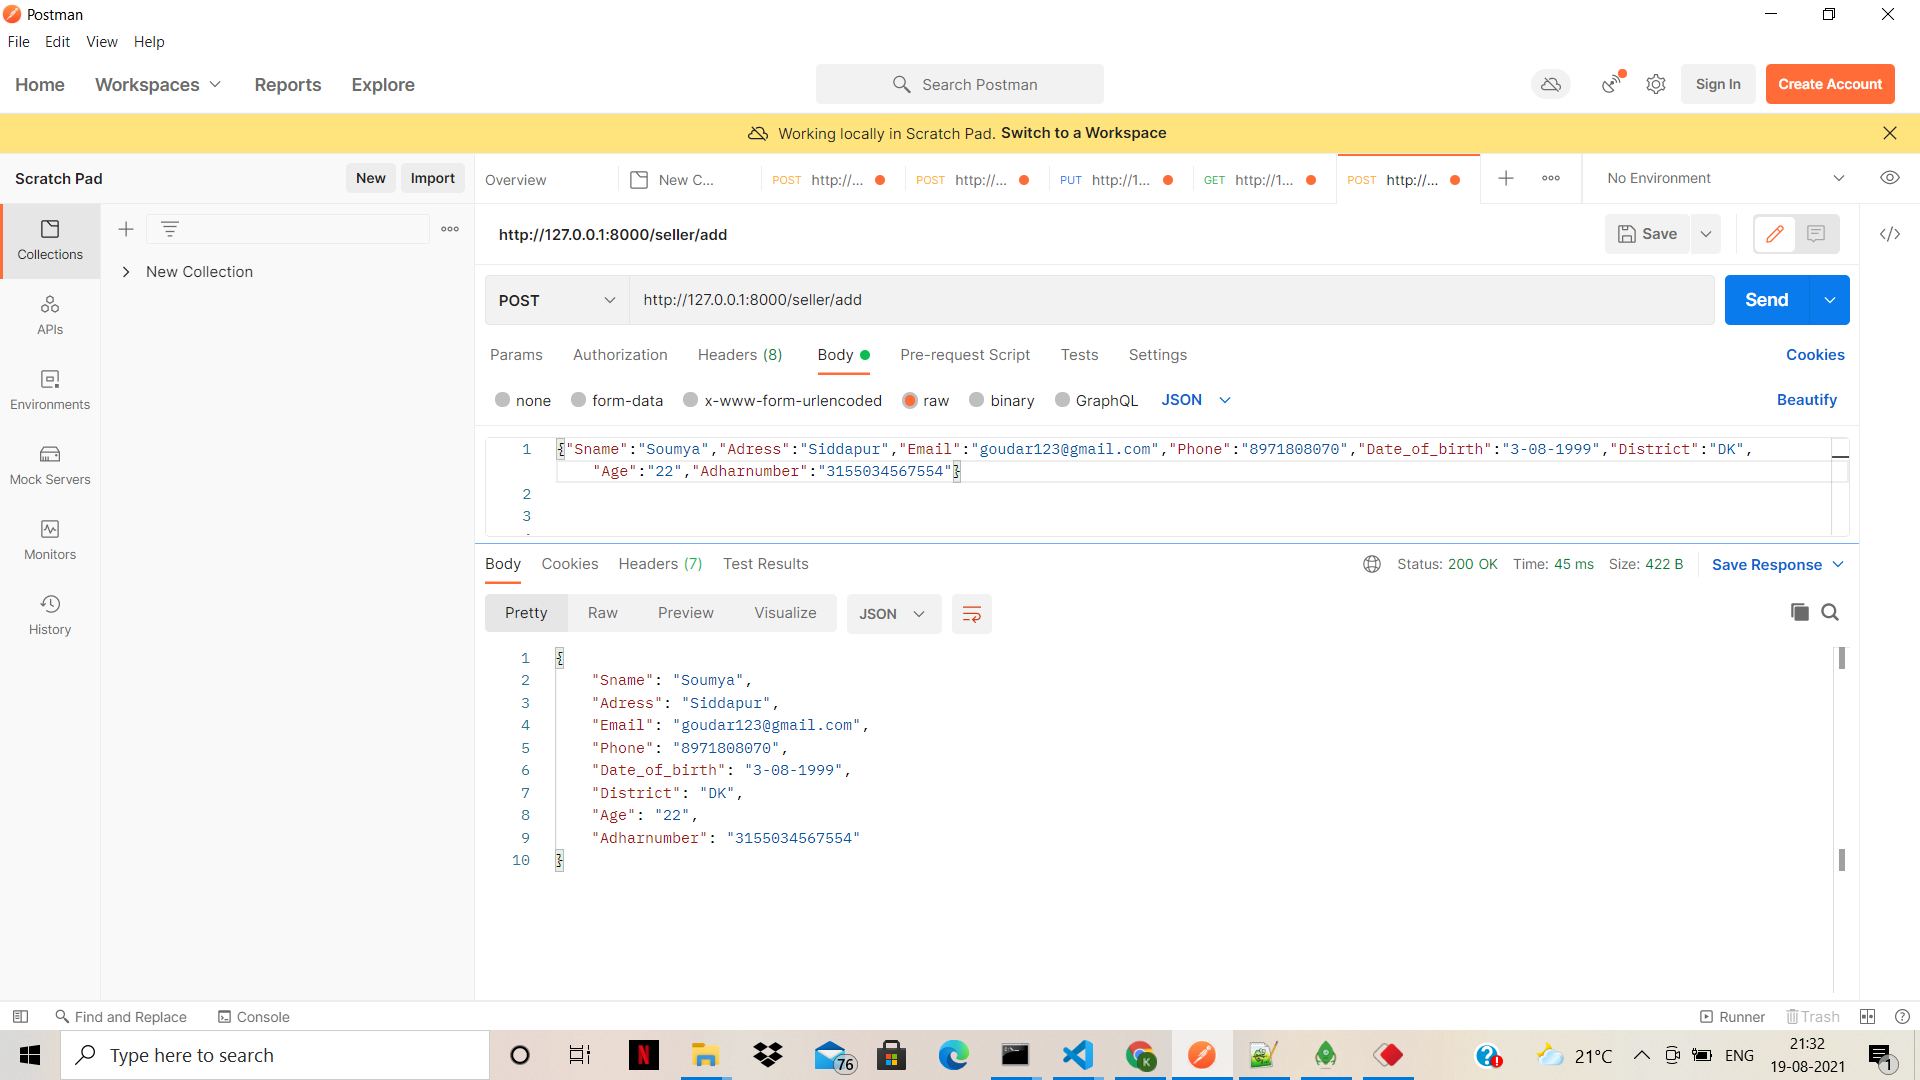 Postman
File Edit View Help
Home Workspaces Reports Explore Search Postman Sign In Create Account
Working locally in Scratch Pad. Switch to a Workspace
Scratch Pad New Import Overview New C... POST http://... POST http://... PUT http://1... GET http://1... POST http://... No Environment
Collections
New Collection
http://127.0.0.1:8000/seller/add Save
APIs
POST http://127.0.0.1:8000/seller/add Send
Params Authorization Headers (8) Body Pre-request Script Tests Settings Cookies
Environments
none form-data x-www-form-urlencoded raw binary GraphQL JSON Beautify
1 {"Sname":"Soumya","Adress":"Siddapur","Email":"goudar123@gmail.com","Phone":"8971808070","Date_of_birth":"3-08-1999","District":"DK",
"Age":"22","Adharnumber":"3155034567554"}
2
3
Mock Servers
Monitors
History
Body Cookies Headers (7) Test Results Status: 200 OK Time: 45 ms Size: 422 B Save Response
Pretty Raw Preview Visualize JSON
1 {
2 "Sname": "Soumya",
3 "Adress": "Siddapur",
4 "Email": "goudar123@gmail.com",
5 "Phone": "8971808070",
6 "Date_of_birth": "3-08-1999",
7 "District": "DK",
8 "Age": "22",
9 "Adharnumber": "3155034567554"
10 }
Find and Replace Console Runner Trash
Type here to search 76 K 21°C ENG 21:32
19-08-2021 1